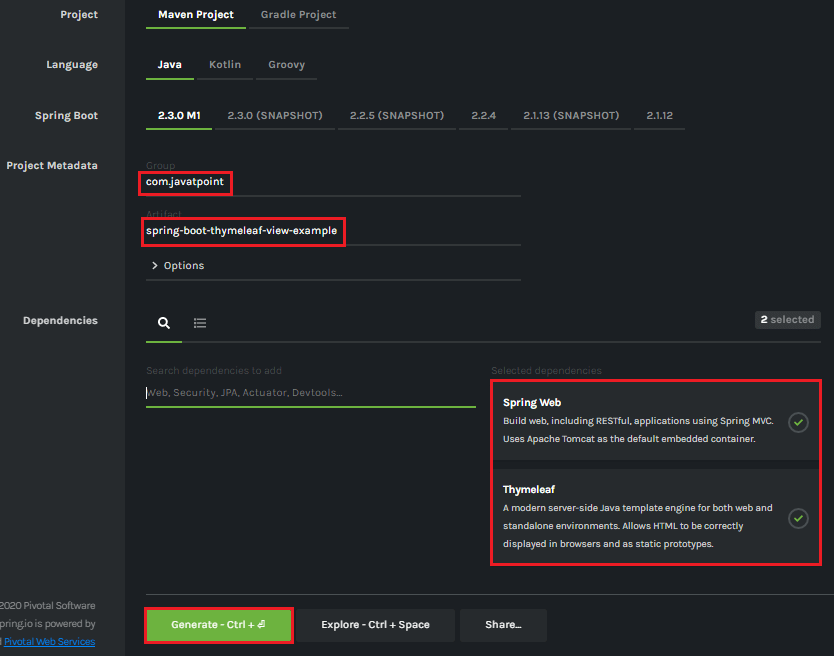 Project
Maven Project
Gradle Project
Language
Java
Kotlin
Groovy
Spring Boot
2.3.0 M1
2.3.0 (SNAPSHOT)
2.2.5 (SNAPSHOT)
2.2.4
2.1.13 (SNAPSHOT)
2.1.12
Project Metadata
Group
com.javatpoint
Artifact
spring-boot-thymeleaf-view-example
Options
Dependencies
2 selected
Search dependencies to add
Web, Security, JPA, Actuator, Devtools...
Selected dependencies
Spring Web
Build web, including RESTful, applications using Spring MVC.
Uses Apache Tomcat as the default embedded container.
Thymeleaf
A modern server-side Java template engine for both web and
standalone environments. Allows HTML to be correctly
displayed in browsers and as static prototypes.
2020 Pivotal Software
pring.io is powered by
Pivotal Web Services
Generate - Ctrl + ⏎
Explore - Ctrl + Space
Share...